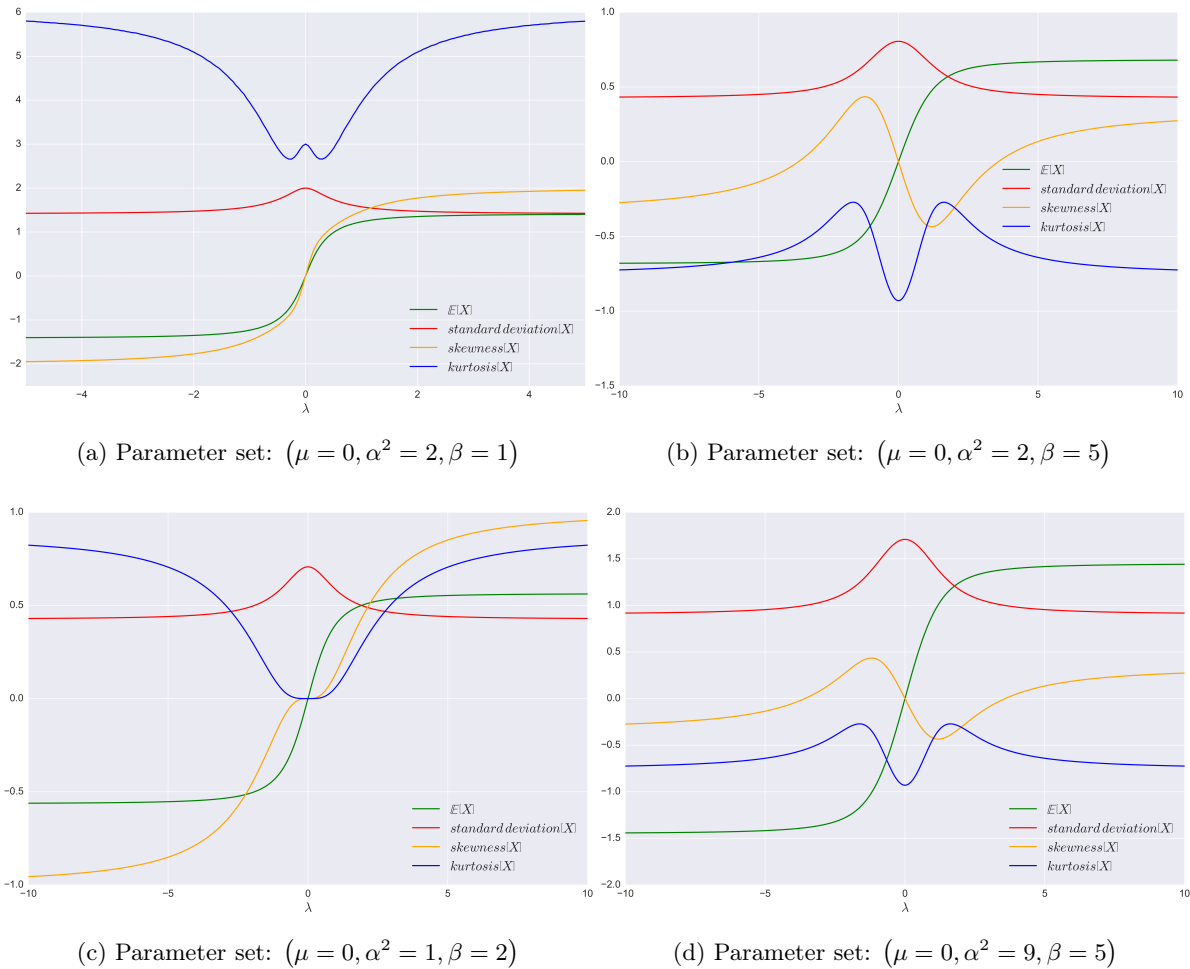 6
5
4
3
2
1
0
−1
−2
−4
−2
0
2
4
λ
𝔼[X]
standard deviation[X]
skewness[X]
kurtosis[X]
(a) Parameter set: (μ = 0, α² = 2, β = 1)
1.0
0.5
0.0
−0.5
−1.0
−1.5
−10
−5
0
5
10
λ
𝔼[X]
standard deviation[X]
skewness[X]
kurtosis[X]
(b) Parameter set: (μ = 0, α² = 2, β = 5)
1.0
0.5
0.0
−0.5
−1.0
−10
−5
0
5
10
λ
𝔼[X]
standard deviation[X]
skewness[X]
kurtosis[X]
(c) Parameter set: (μ = 0, α² = 1, β = 2)
2.0
1.5
1.0
0.5
0.0
−0.5
−1.0
−1.5
−2.0
−10
−5
0
5
10
λ
𝔼[X]
standard deviation[X]
skewness[X]
kurtosis[X]
(d) Parameter set: (μ = 0, α² = 9, β = 5)